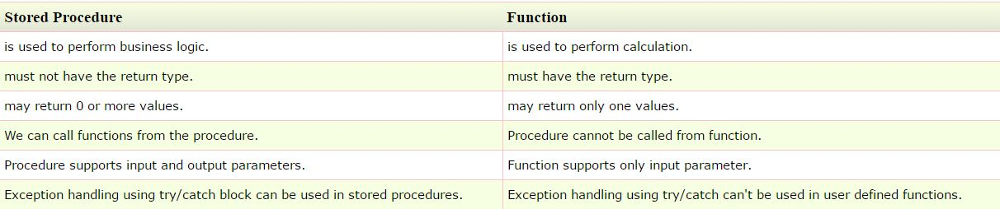 Stored Procedure Function
is used to perform business logic. is used to perform calculation.
must not have the return type. must have the return type.
may return 0 or more values. may return only one values.
We can call functions from the procedure. Procedure cannot be called from function.
Procedure supports input and output parameters. Function supports only input parameter.
Exception handling using try/catch block can be used in stored procedures. Exception handling using try/catch can't be used in user defined functions.